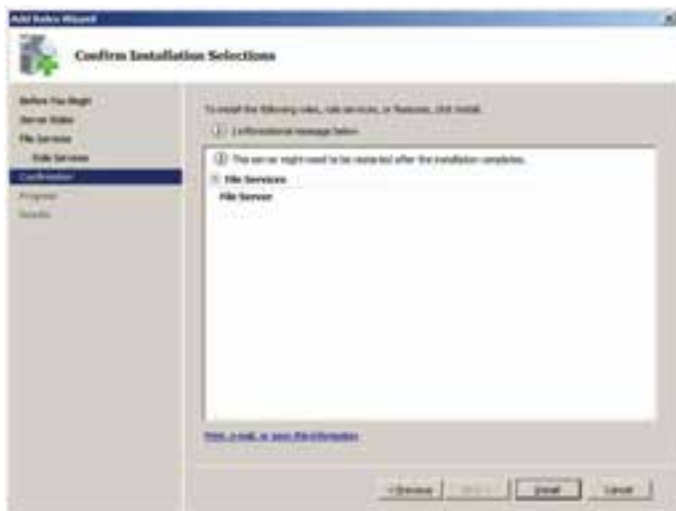 Add Roles Wizard
Confirm Installation Selections
Before You Begin
Server Roles
File Services
Role Services
Confirmation
Progress
Results
To install the following roles, role services, or features, click Install.
1 informational message below
This server might need to be restarted after the installation completes.
File Services
File Server
Print, e-mail, or save this information
< Previous
Next >
Install
Cancel